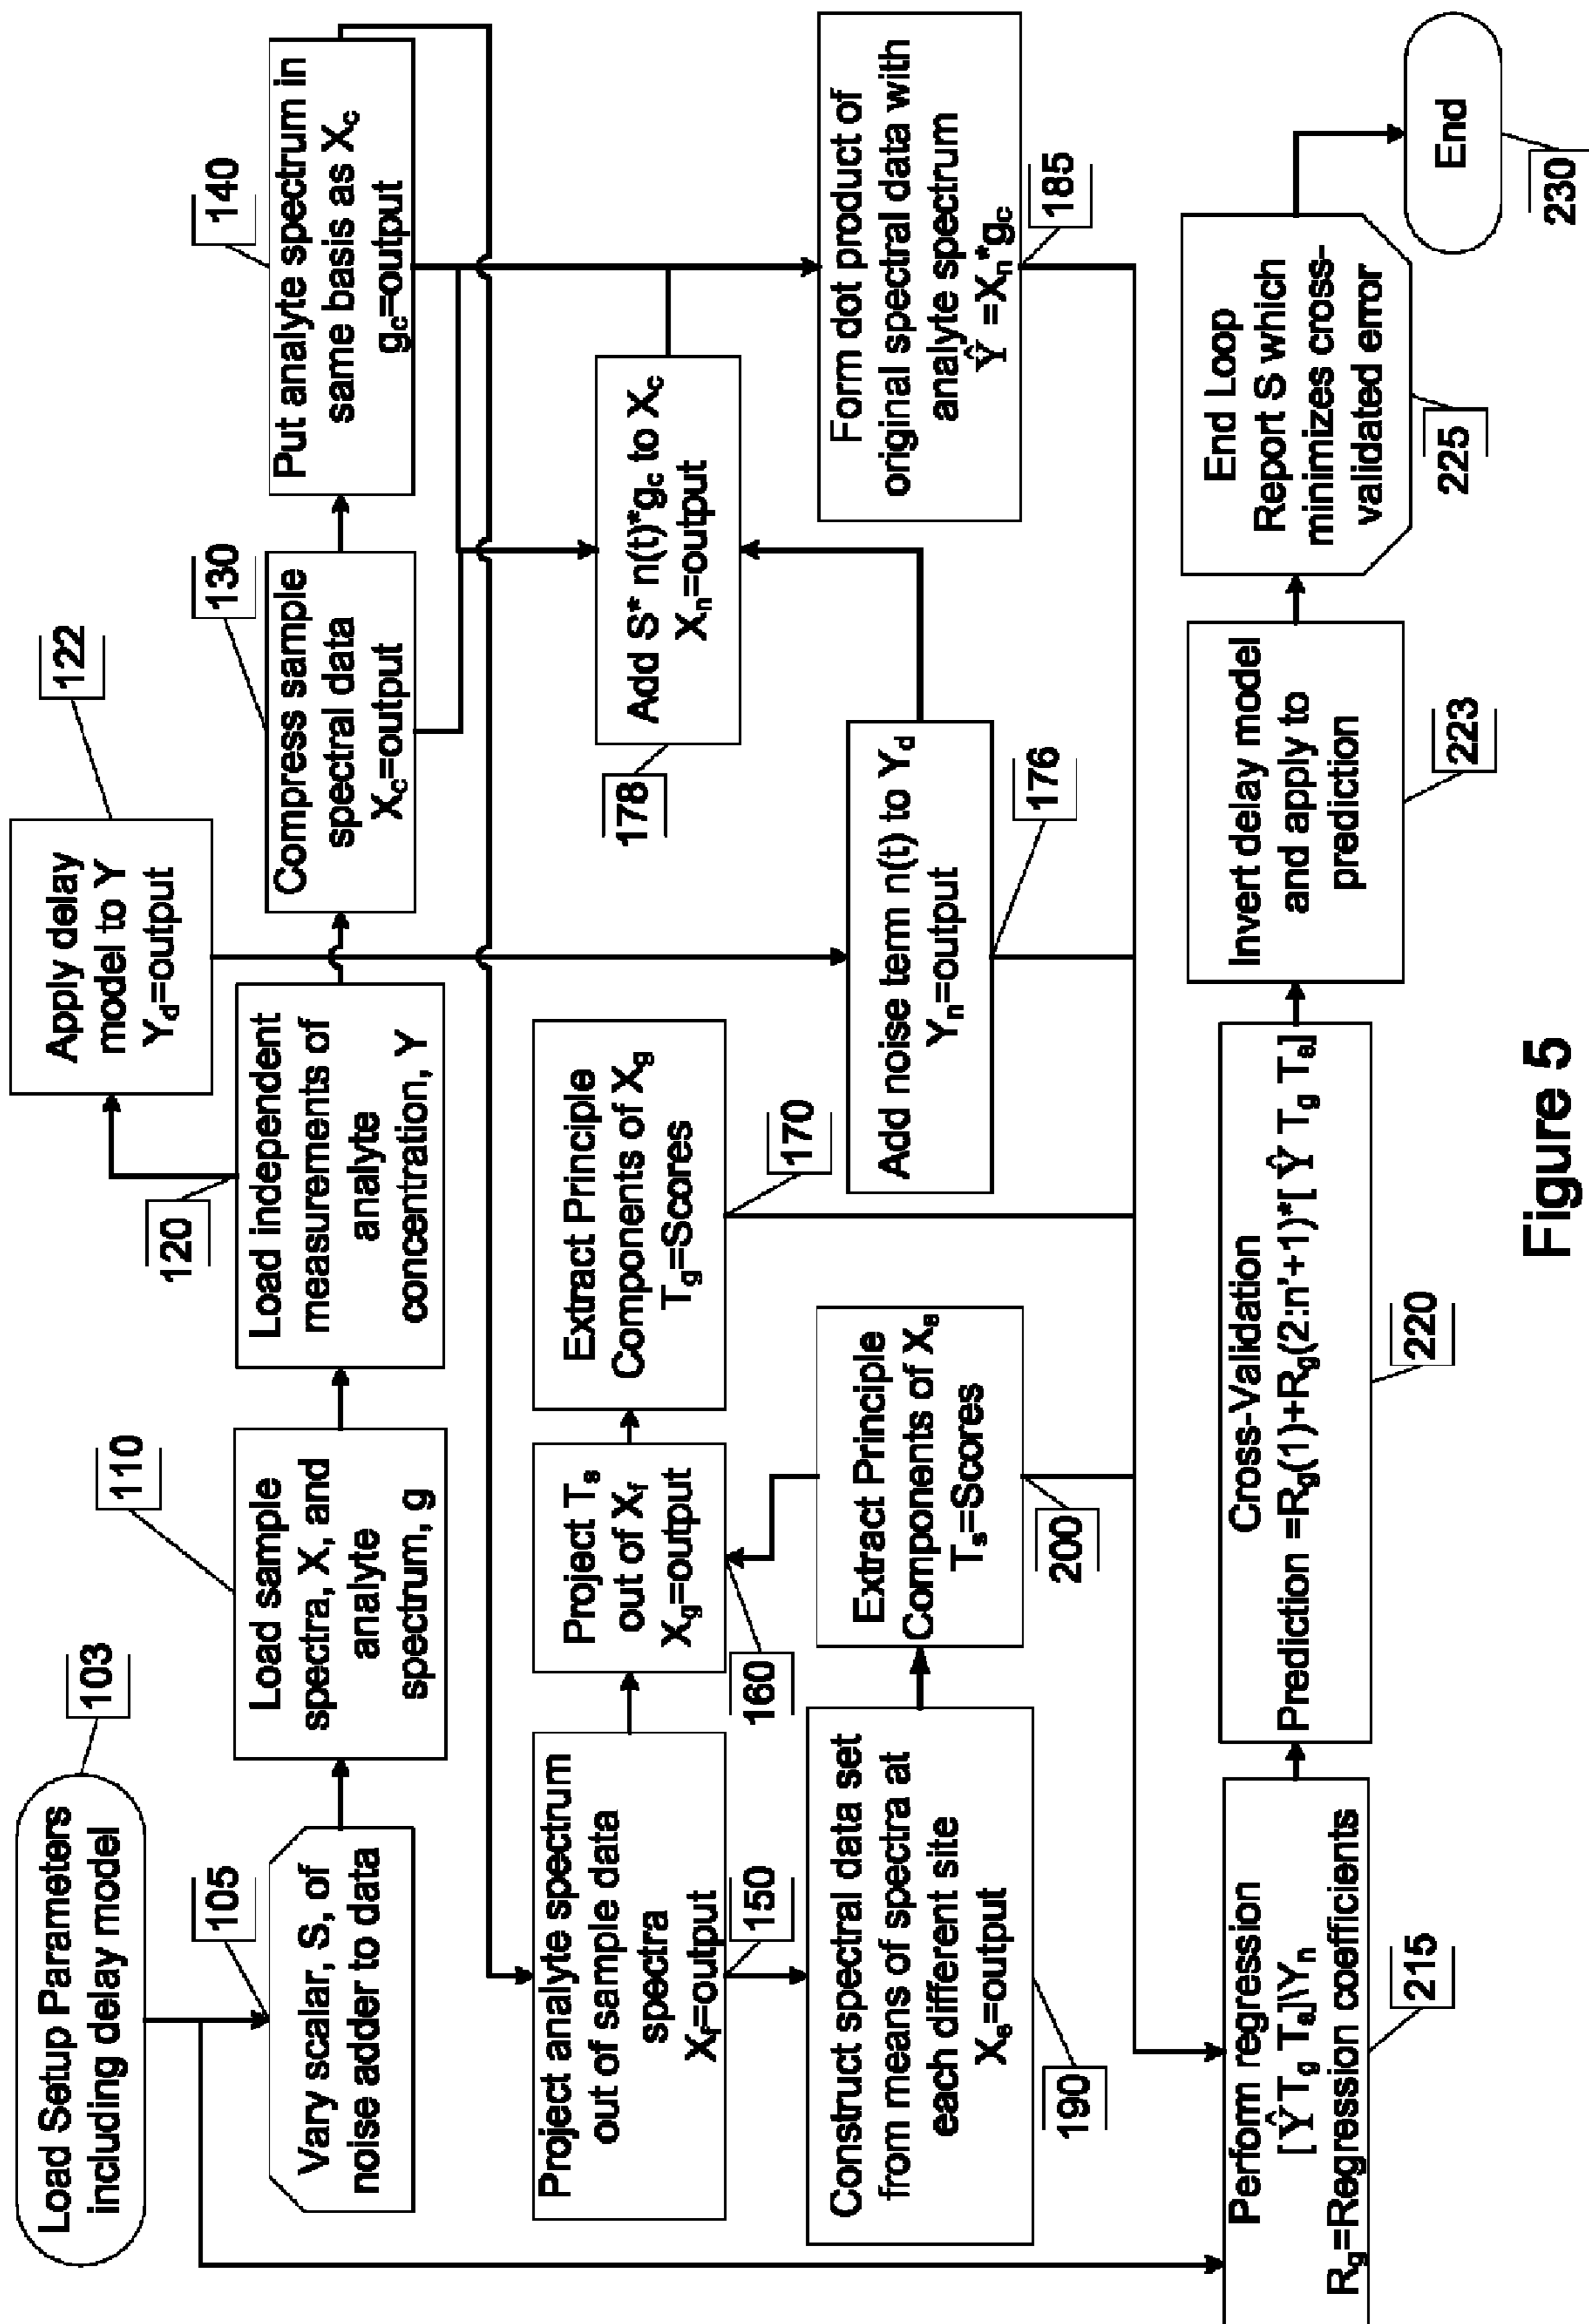 Load Setup Parameters
including delay model
103
105
Vary scalar, S, of
noise adder to data
110
Load sample
spectra, X, and
analyte
spectrum, g
120
Load independent
measurements of
analyte
concentration, Y
122
Apply delay
model to Y
Y_d=output
130
Compress sample
spectral data
X_c=output
140
Put analyte spectrum in
same basis as X_c
g_c=output
Project analyte spectrum
out of sample data
spectra
X_f=output
150
Project T_s
out of X_f
X_g=output
160
Extract Principle
Components of X_g
T_g=Scores
170
178
Add S* n(t)*g_c to X_c
X_n=output
Construct spectral data set
from means of spectra at
each different site
X_s=output
190
Extract Principle
Components of X_s
T_s=Scores
200
Add noise term n(t) to Y_d
Y_n=output
176
Form dot product of
original spectral data with
analyte spectrum
Ŷ =X_n*g_c
185
Perform regression
[ Ŷ T_g T_s]\Y_n
R_g=Regression coefficients
215
Cross-Validation
Prediction =R_g(1)+R_g(2:n'+1)*[ Ŷ T_g T_s]
220
Invert delay model
and apply to
prediction
223
End Loop
Report S which
minimizes cross-
validated error
225
End
230
Figure 5